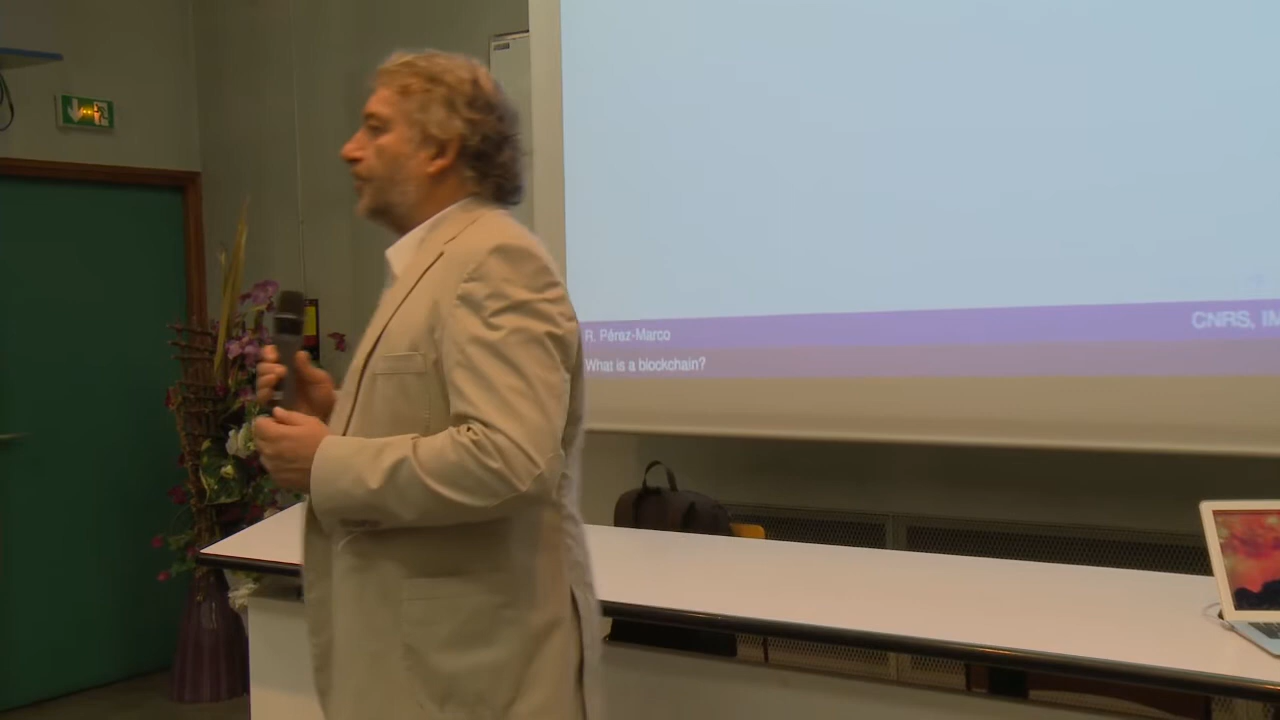 R. Pérez-Marco
CNRS, IM
What is a blockchain?